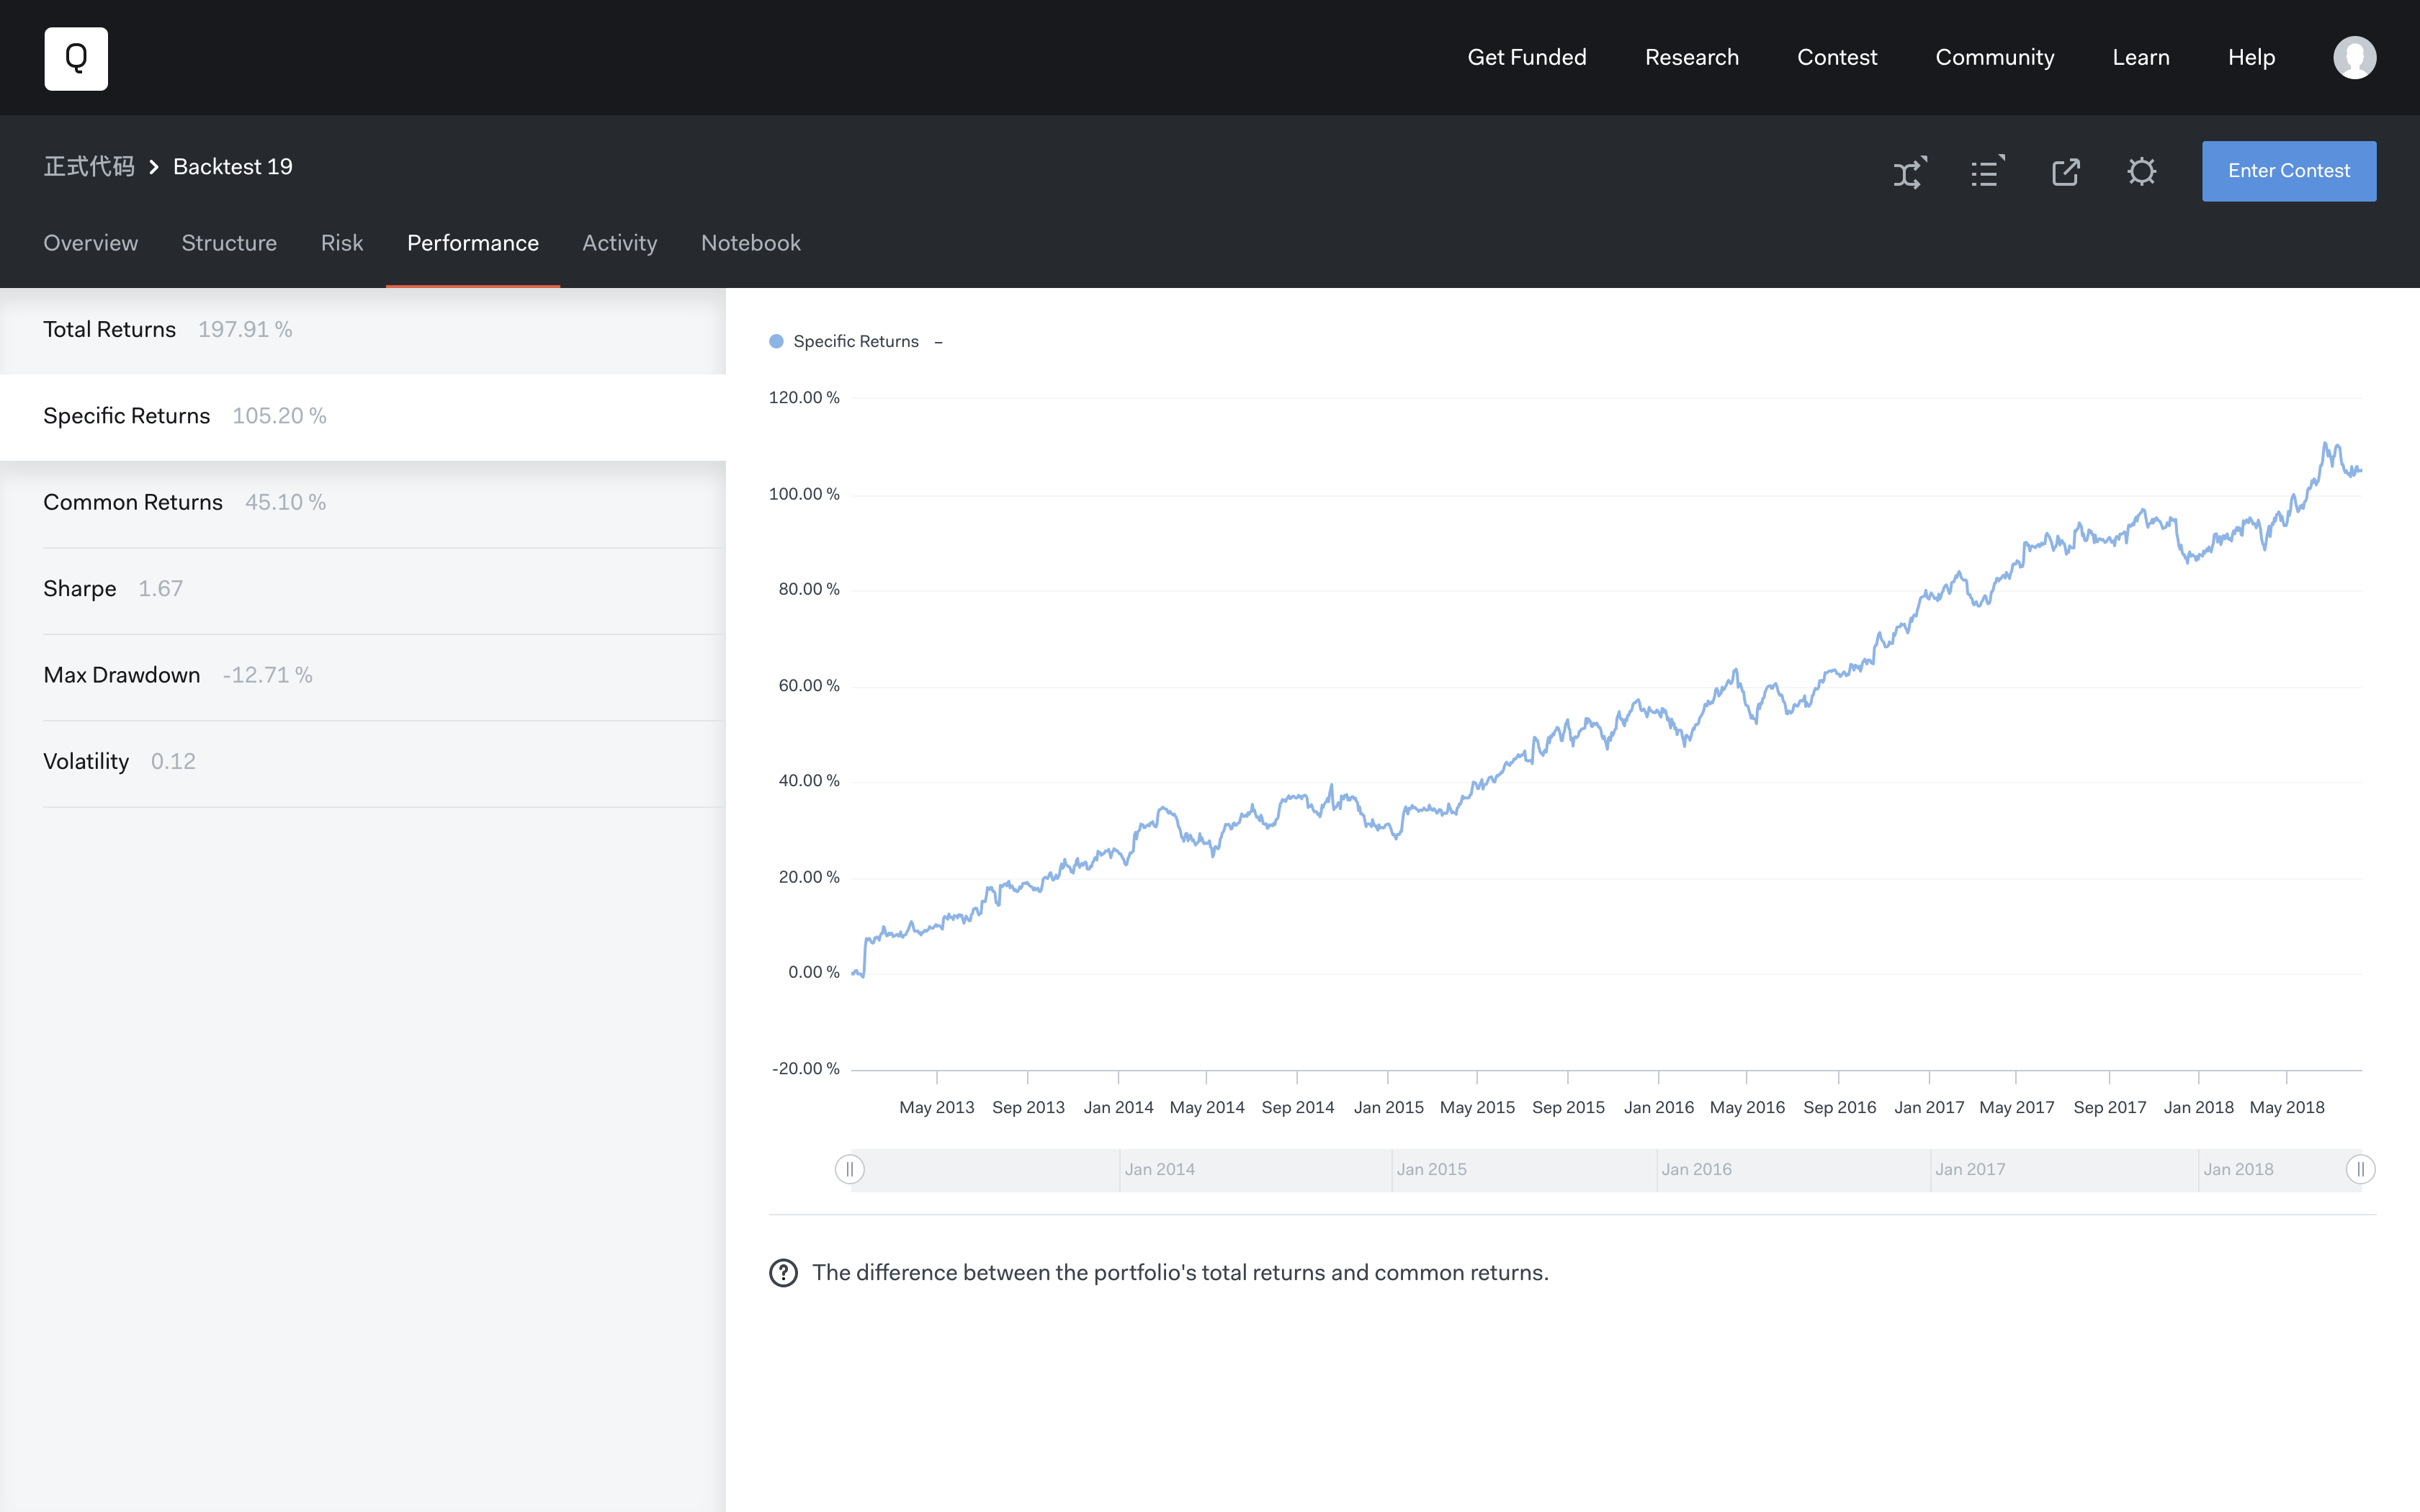 Q
Get Funded Research Contest Community Learn Help
正式代码 Backtest 19
Enter Contest
Overview Structure Risk Performance Activity Notebook
Total Returns 197.91 %
Specific Returns 105.20 %
Common Returns 45.10 %
Sharpe 1.67
Max Drawdown -12.71 %
Volatility 0.12
Specific Returns –
120.00 %
100.00 %
80.00 %
60.00 %
40.00 %
20.00 %
0.00 %
-20.00 %
May 2013 Sep 2013 Jan 2014 May 2014 Sep 2014 Jan 2015 May 2015 Sep 2015 Jan 2016 May 2016 Sep 2016 Jan 2017 May 2017 Sep 2017 Jan 2018 May 2018
Jan 2014 Jan 2015 Jan 2016 Jan 2017 Jan 2018
? The difference between the portfolio's total returns and common returns.